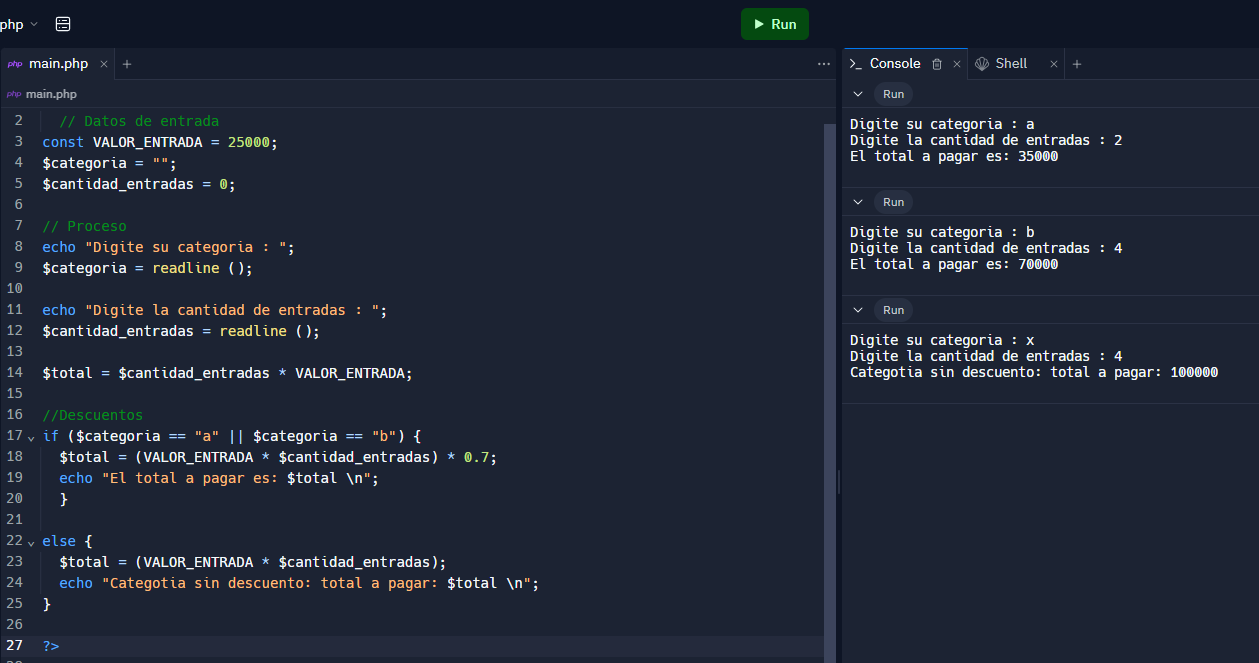 php
Run
php main.php
php main.php
2 // Datos de entrada
3 const VALOR_ENTRADA = 25000;
4 $categoria = "";
5 $cantidad_entradas = 0;
6
7 // Proceso
8 echo "Digite su categoria : ";
9 $categoria = readline ();
10
11 echo "Digite la cantidad de entradas : ";
12 $cantidad_entradas = readline ();
13
14 $total = $cantidad_entradas * VALOR_ENTRADA;
15
16 //Descuentos
17 if ($categoria == "a" || $categoria == "b") {
18 $total = (VALOR_ENTRADA * $cantidad_entradas) * 0.7;
19 echo "El total a pagar es: $total \n";
20 }
21
22 else {
23 $total = (VALOR_ENTRADA * $cantidad_entradas);
24 echo "Categotia sin descuento: total a pagar: $total \n";
25 }
26
27 ?>
Console
Shell
Run
Digite su categoria : a
Digite la cantidad de entradas : 2
El total a pagar es: 35000
Run
Digite su categoria : b
Digite la cantidad de entradas : 4
El total a pagar es: 70000
Run
Digite su categoria : x
Digite la cantidad de entradas : 4
Categotia sin descuento: total a pagar: 100000